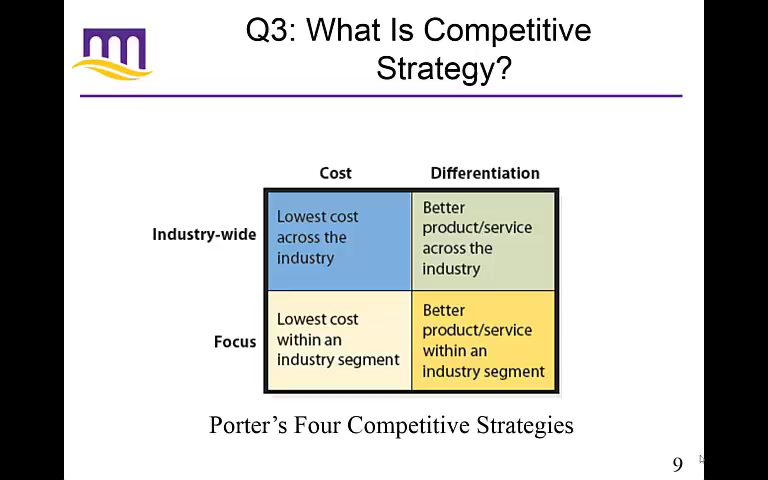 Q3: What Is Competitive
Strategy?
Cost
Differentiation
Industry-wide
Lowest cost
across the
industry
Better
product/service
across the
industry
Focus
Lowest cost
within an
industry segment
Better
product/service
within an
industry segment
Porter’s Four Competitive Strategies
9